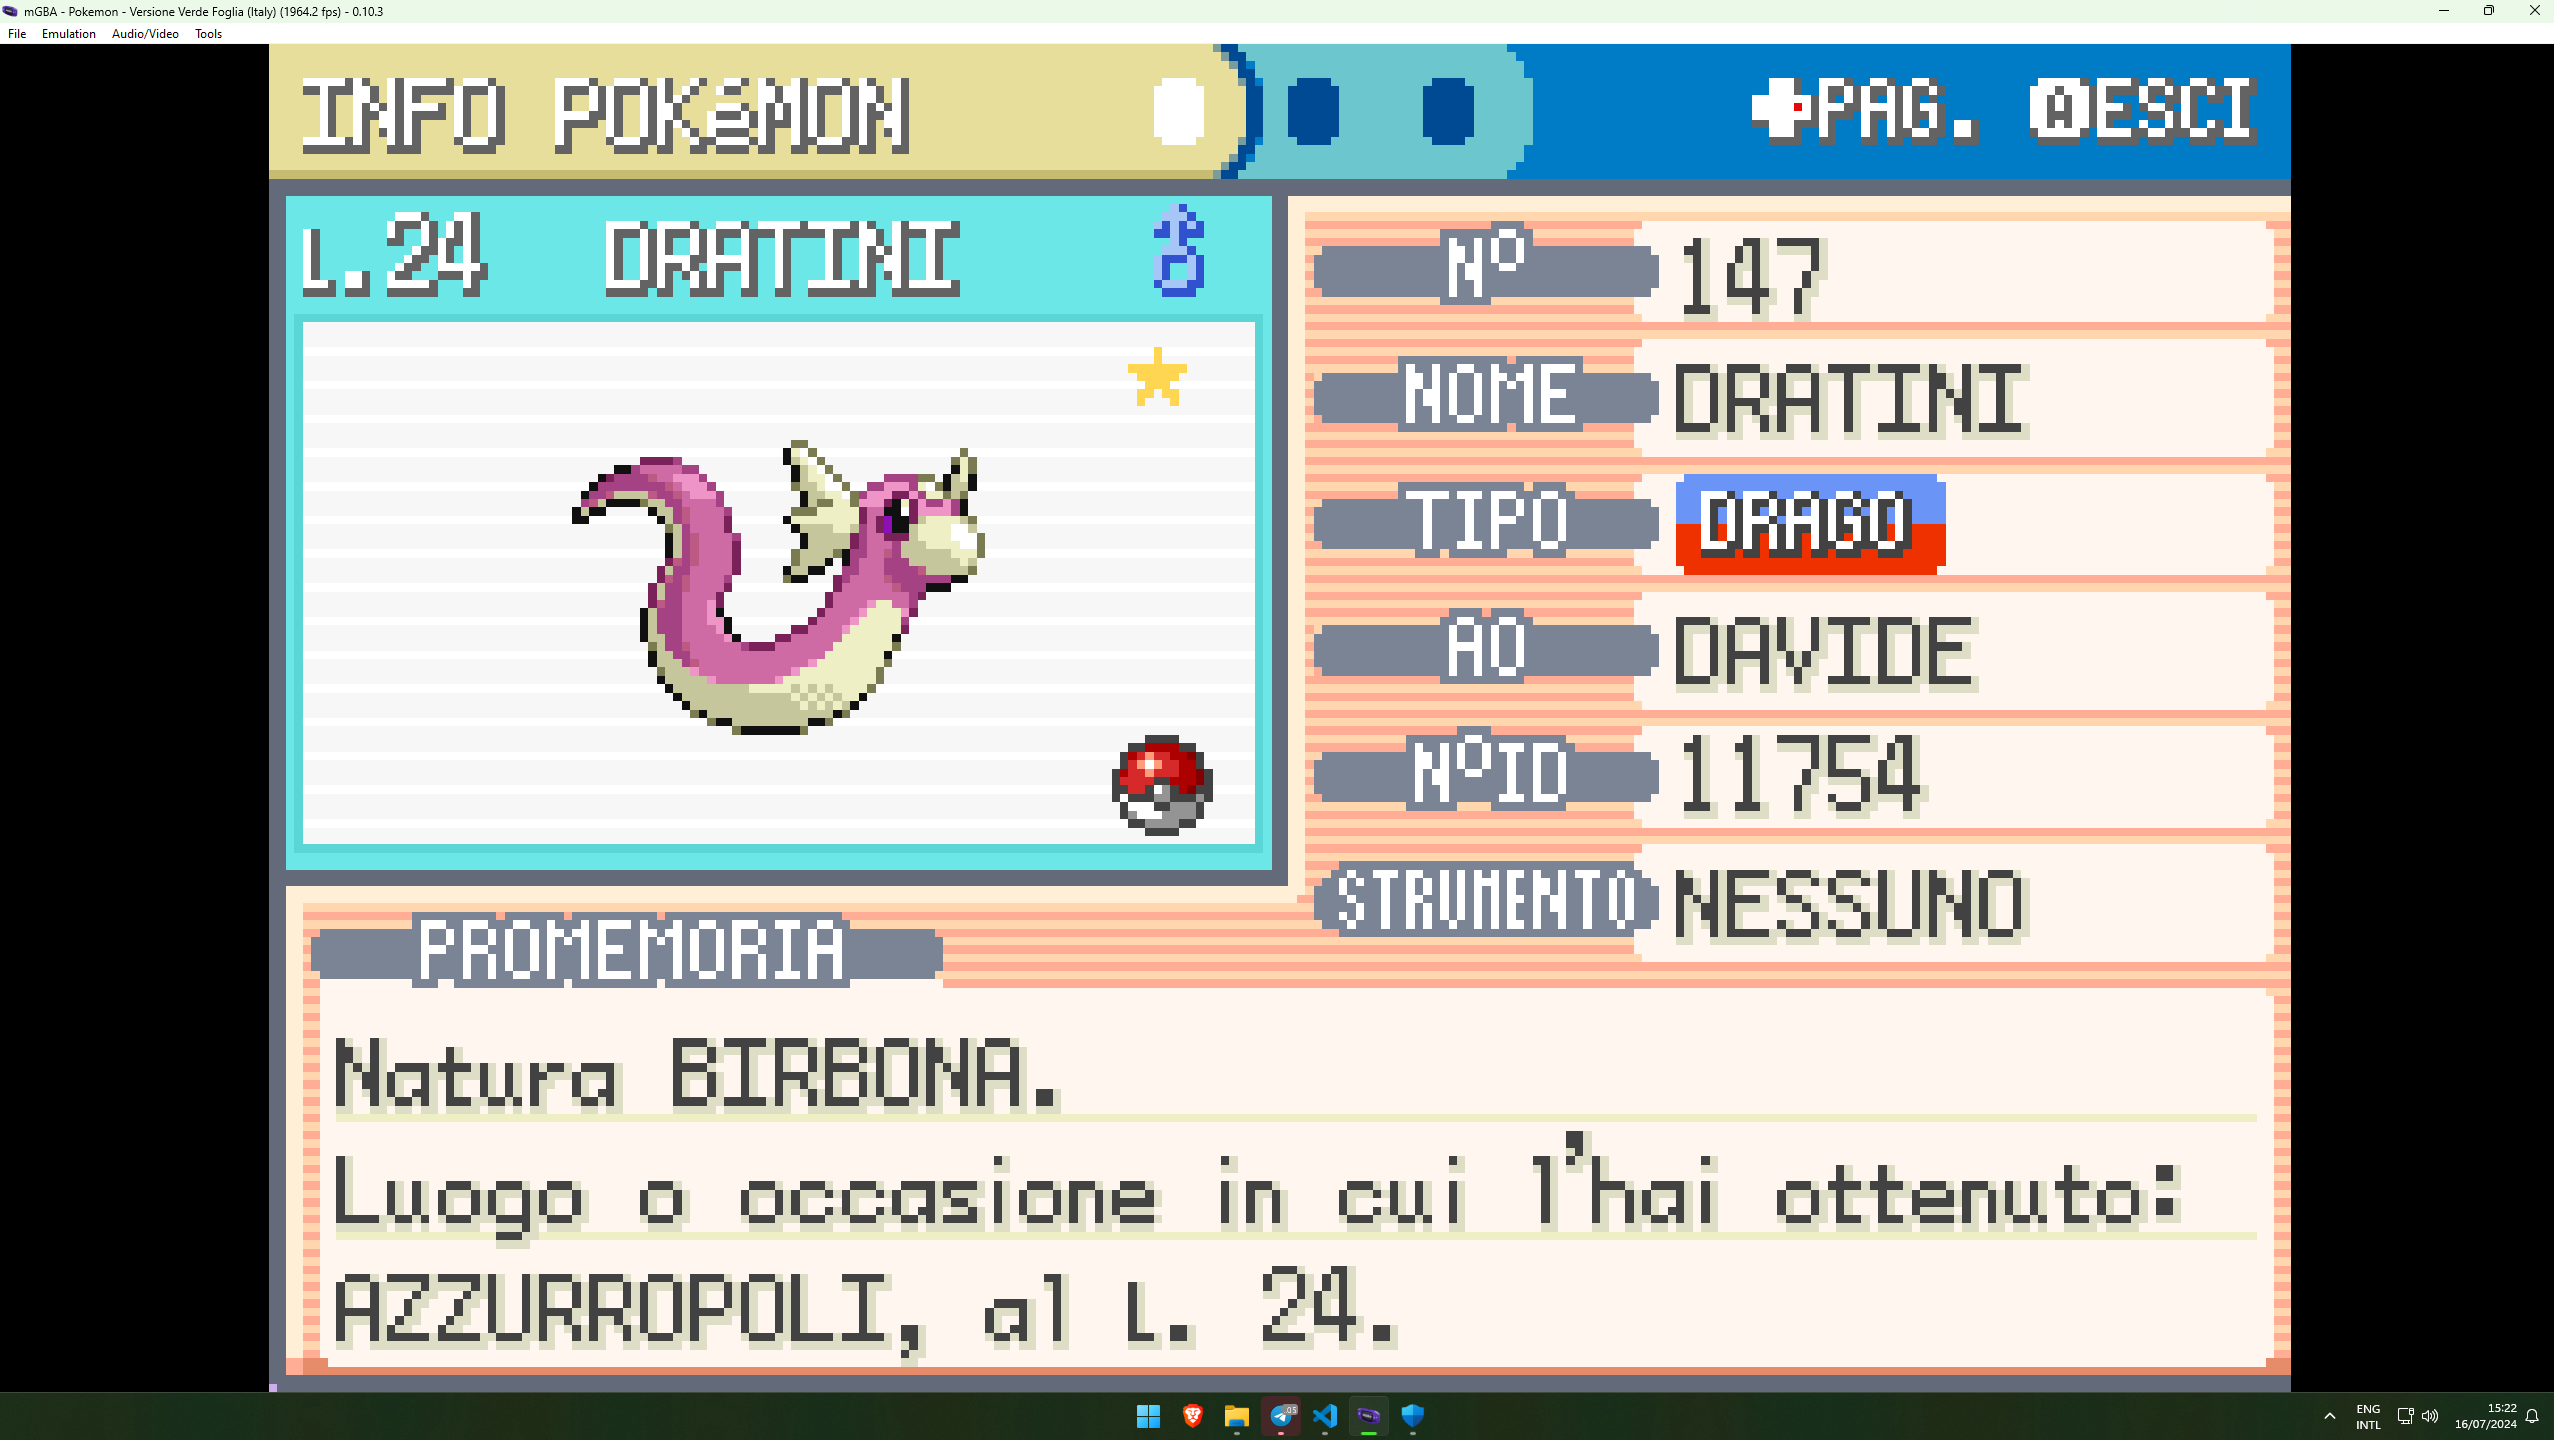 mGBA - Pokemon - Versione Verde Foglia (Italy) (1964.2 fps) - 0.10.3
File Emulation Audio/Video Tools
INFO POKéMON PAG. A ESCI
L.24 DRATINI ♂
N° 147
NOME DRATINI
TIPO DRAGO
AO DAVIDE
N°ID 11754
STRUMENTO NESSUNO
PROMEMORIA
Natura BIRBONA.
Luogo o occasione in cui l'hai ottenuto:
AZZURROPOLI, al L. 24.
.05
ENG
INTL
15:22
16/07/2024